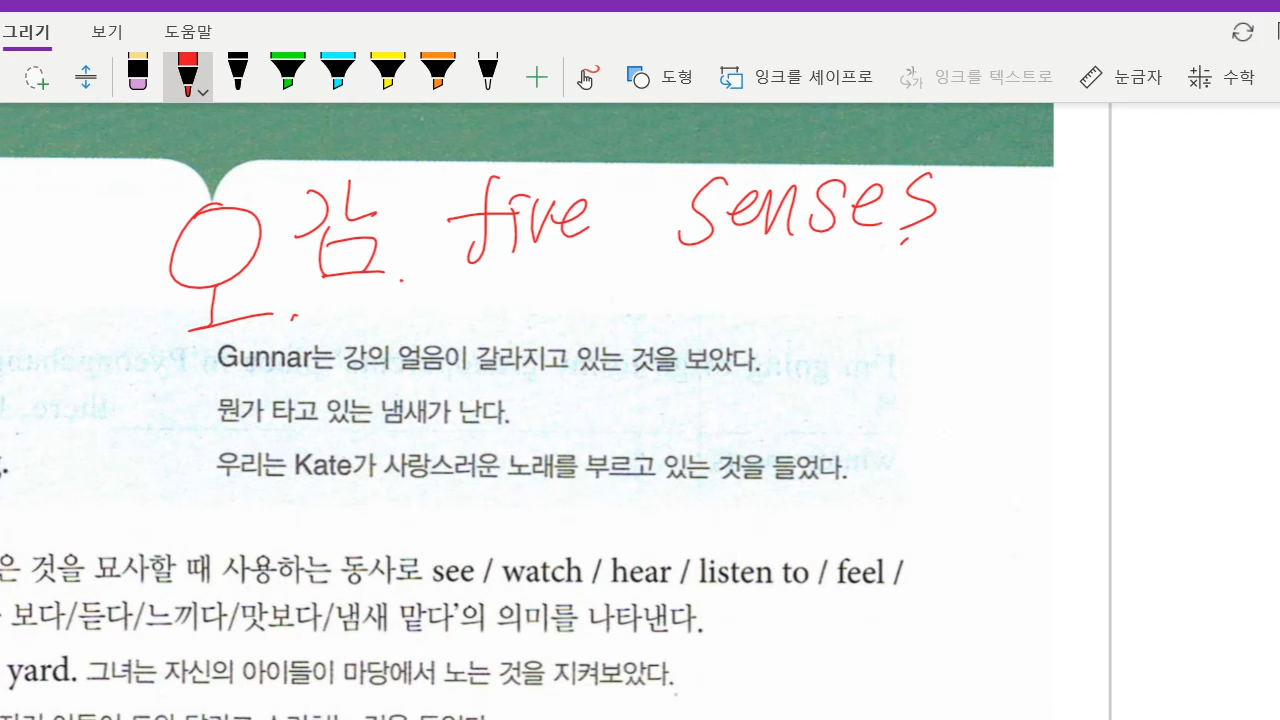 그리기 보기 도움말
도형 잉크를 셰이프로 잉크를 텍스트로 눈금자 수학
오감 five senses
Gunnar는 강의 얼음이 갈라지고 있는 것을 보았다.
뭔가 타고 있는 냄새가 난다.
우리는 Kate가 사랑스러운 노래를 부르고 있는 것을 들었다.
은 것을 묘사할 때 사용하는 동사로 see / watch / hear / listen to / feel /
보다/듣다/느끼다/맛보다/냄새 맡다’의 의미를 나타낸다.
yard. 그녀는 자신의 아이들이 마당에서 노는 것을 지켜보았다.